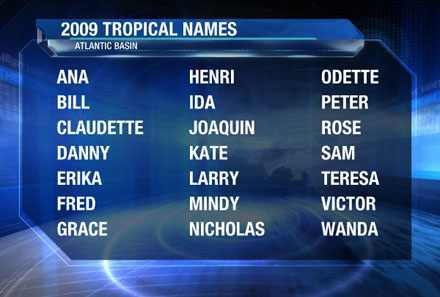 2009 TROPICAL NAMES
ATLANTIC BASIN
ANA
BILL
CLAUDETTE
DANNY
ERIKA
FRED
GRACE
HENRI
IDA
JOAQUIN
KATE
LARRY
MINDY
NICHOLAS
ODETTE
PETER
ROSE
SAM
TERESA
VICTOR
WANDA